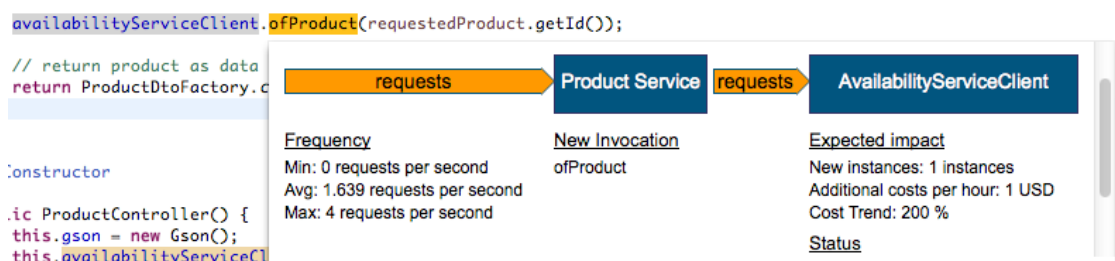 availabilityServiceClient.ofProduct(requestedProduct.getId());
// return product as data
return ProductDtoFactory.c
requests Product Service requests AvailabilityServiceClient
Frequency New Invocation Expected impact
Min: 0 requests per second ofProduct New instances: 1 instances
Avg: 1.639 requests per second Additional costs per hour: 1 USD
Max: 4 requests per second Cost Trend: 200 %
Status
Constructor
lic ProductController() {
this.gson = new Gson();
this.availabilityServiceCl